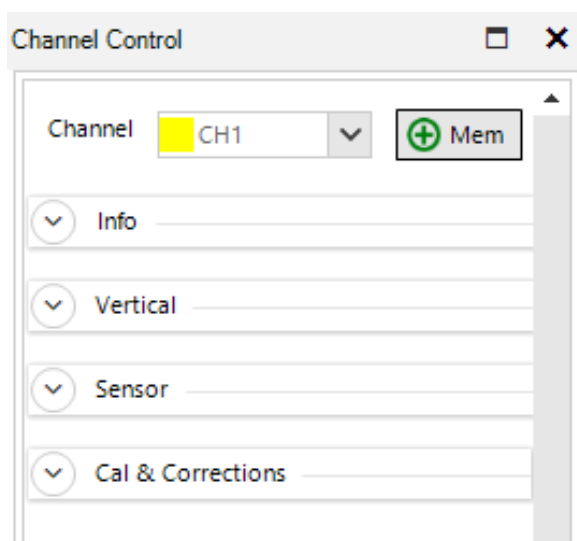 Channel Control
Channel CH1 Mem
Info
Vertical
Sensor
Cal & Corrections